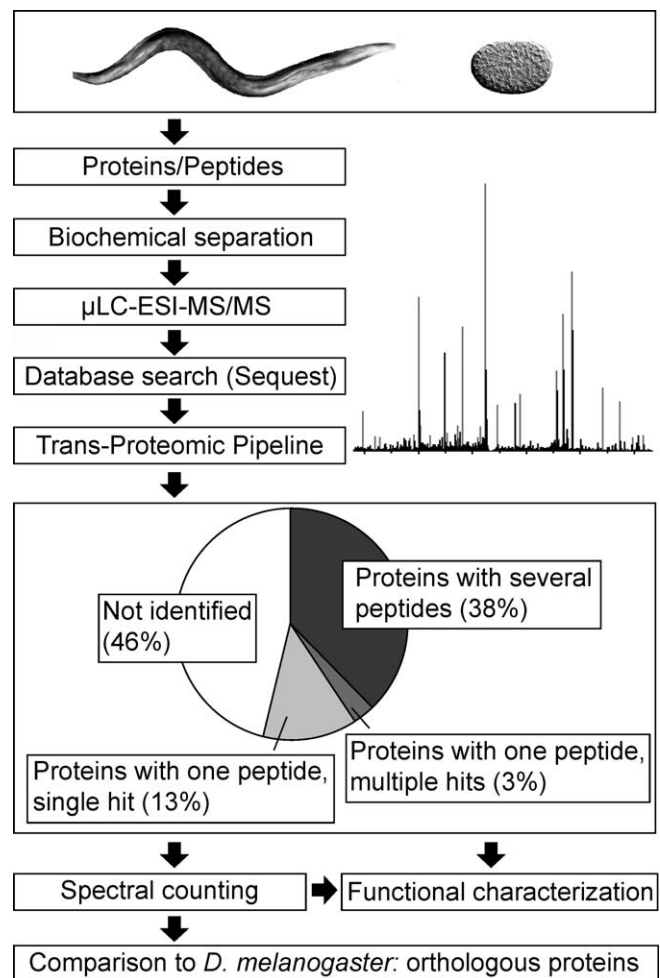 Proteins/Peptides
Biochemical separation
µLC-ESI-MS/MS
Database search (Sequest)
Trans-Proteomic Pipeline
Not identified
(46%)
Proteins with several
peptides (38%)
Proteins with one peptide,
single hit (13%)
Proteins with one peptide,
multiple hits (3%)
Spectral counting
Functional characterization
Comparison to D. melanogaster: orthologous proteins